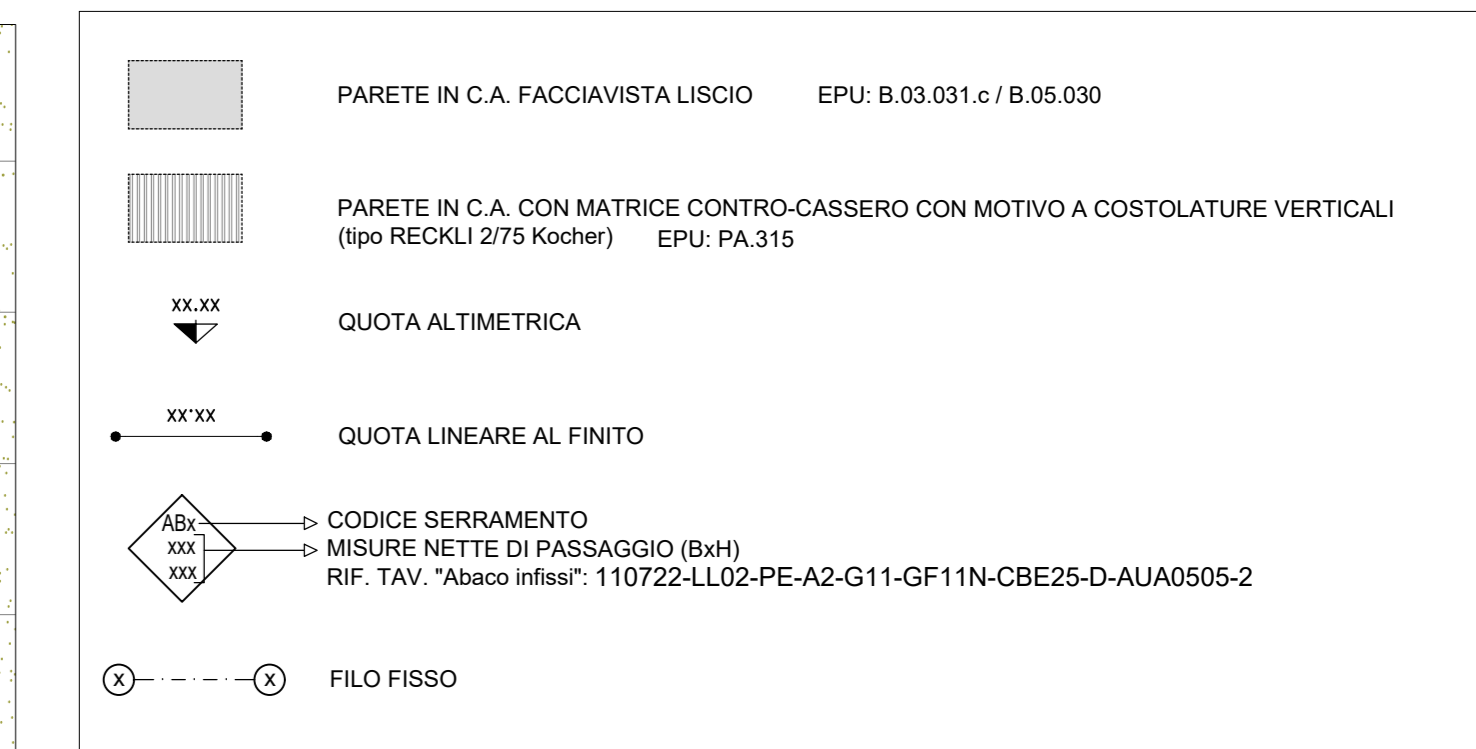 PARETE IN C.A. FACCIAVISTA LISCIO EPU: B.03.031.c / B.05.030
PARETE IN C.A. CON MATRICE CONTRO-CASSERO CON MOTIVO A COSTOLATURE VERTICALI
(tipo RECKLI 2/75 Kocher) EPU: PA.315
xx.xx
QUOTA ALTIMETRICA
xx·xx
QUOTA LINEARE AL FINITO
ABx CODICE SERRAMENTO
xxx MISURE NETTE DI PASSAGGIO (BxH)
xxx RIF. TAV. "Abaco infissi": 110722-LL02-PE-A2-G11-GF11N-CBE25-D-AUA0505-2
x x FILO FISSO